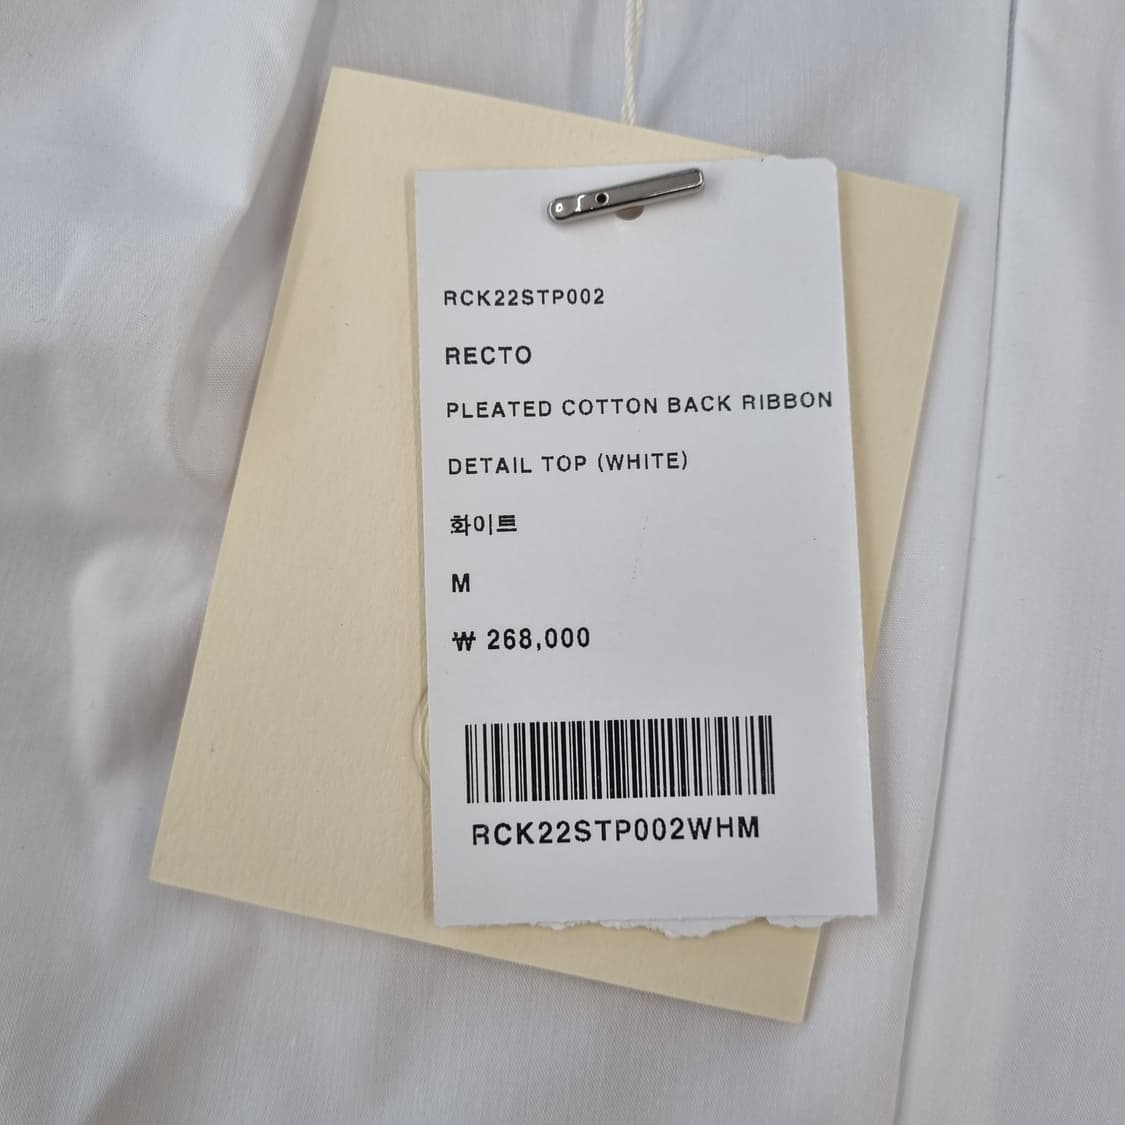 RCK22STP002
RECTO
PLEATED COTTON BACK RIBBON
DETAIL TOP (WHITE)
화이트
M
₩ 268,000
RCK22STP002WHM